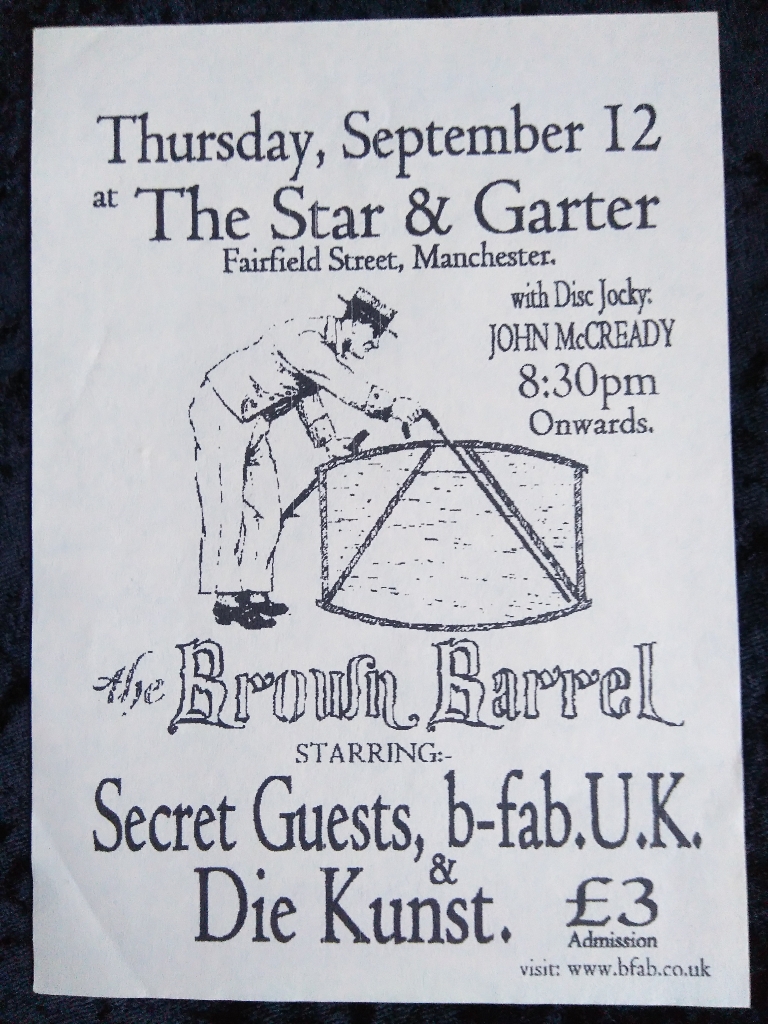 Thursday, September 12
at The Star & Garter
Fairfield Street, Manchester.
with Disc Jocky:
JOHN McCREADY
8:30pm
Onwards.
the Brown Barrel
STARRING:-
Secret Guests, b-fab.U.K.
&
Die Kunst.
£3
Admission
visit: www.bfab.co.uk